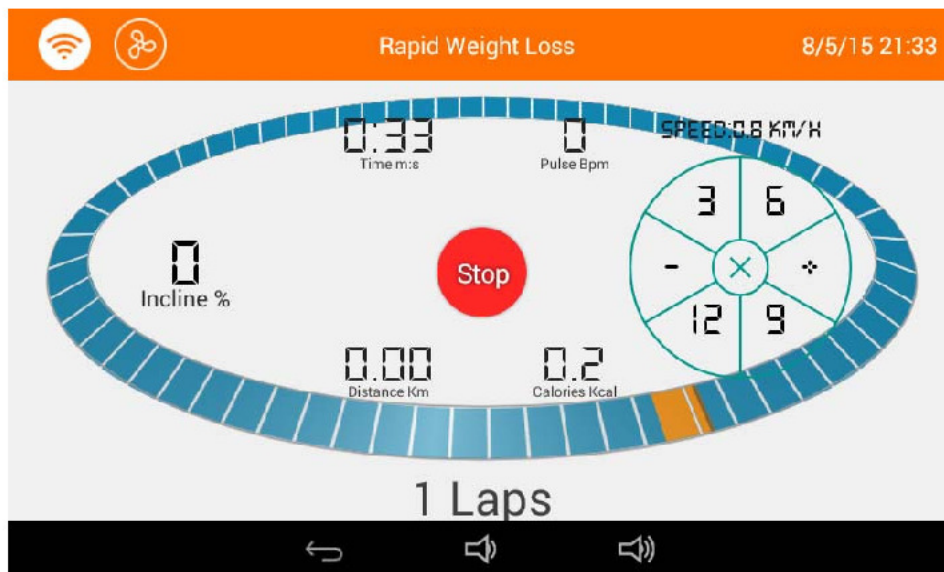 Rapid Weight Loss 8/5/15 21:33
0:33 0 SPEED:0.8 KM/H
Time m:s Pulse Bpm
3 6
0 Stop - +
Incline %
12 9
0.00 0.2
Distance Km Calories Kcal
1 Laps